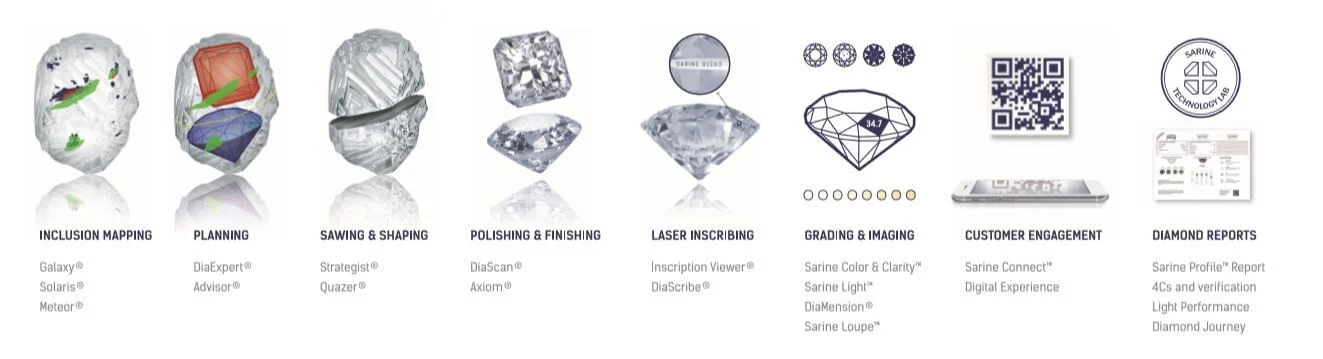 SARINE 01563
34.7
SARINE
TECHNOLOGY LAB
INCLUSION MAPPING
Galaxy®
Solaris®
Meteor®
PLANNING
DiaExpert®
Advisor®
SAWING & SHAPING
Strategist®
Quazer®
POLISHING & FINISHING
DiaScan®
Axiom®
LASER INSCRIBING
Inscription Viewer®
DiaScribe®
GRADING & IMAGING
Sarine Color & Clarity™
Sarine Light™
DiaMension®
Sarine Loupe™
CUSTOMER ENGAGEMENT
Sarine Connect™
Digital Experience
DIAMOND REPORTS
Sarine Profile™ Report
4Cs and verification
Light Performance
Diamond Journey